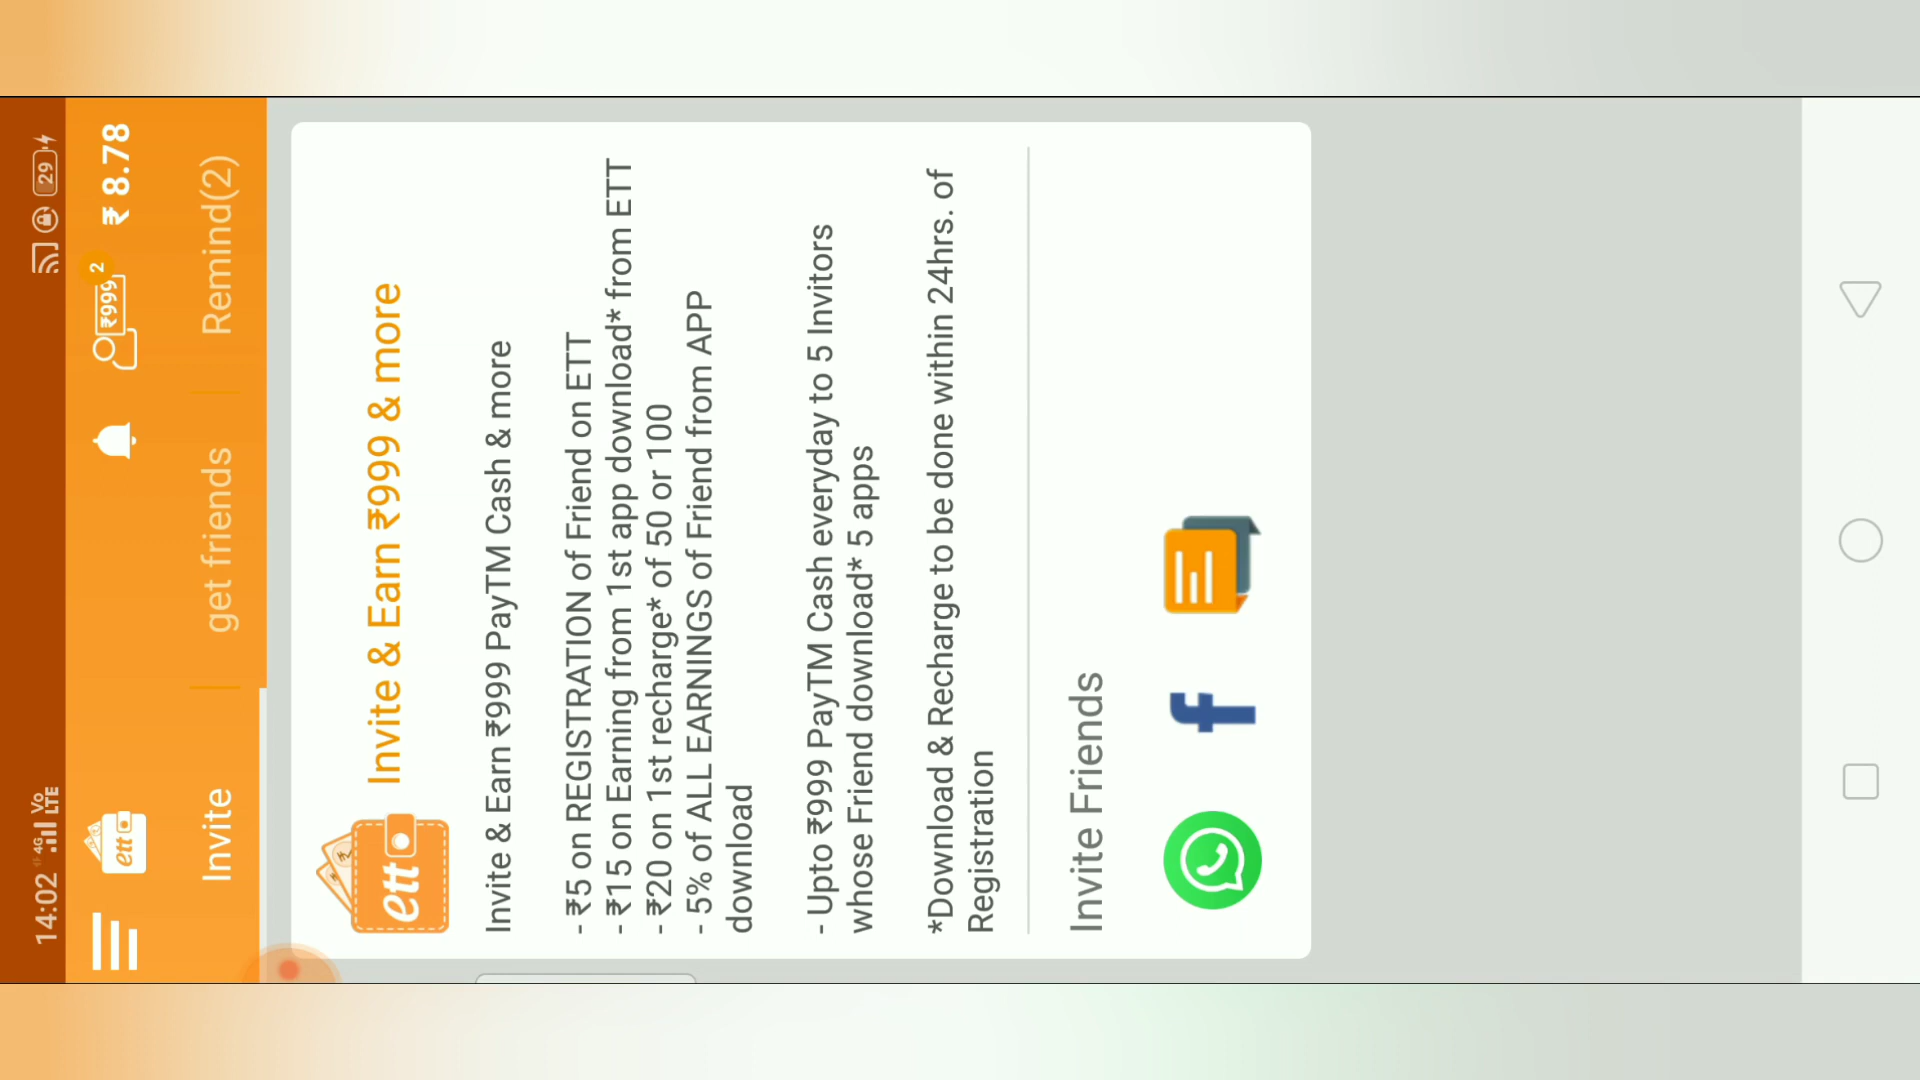 14:02 4G Vo LTE 29
ett ₹999 2 ₹ 8.78
Invite get friends Remind(2)
ett Invite & Earn ₹999 & more
Invite & Earn ₹999 PayTM Cash & more
- ₹5 on REGISTRATION of Friend on ETT
- ₹15 on Earning from 1st app download* from ETT
- ₹20 on 1st recharge* of 50 or 100
- 5% of ALL EARNINGS of Friend from APP
download
- Upto ₹999 PayTM Cash everyday to 5 Invitors
whose Friend download* 5 apps
*Download & Recharge to be done within 24hrs. of
Registration
Invite Friends